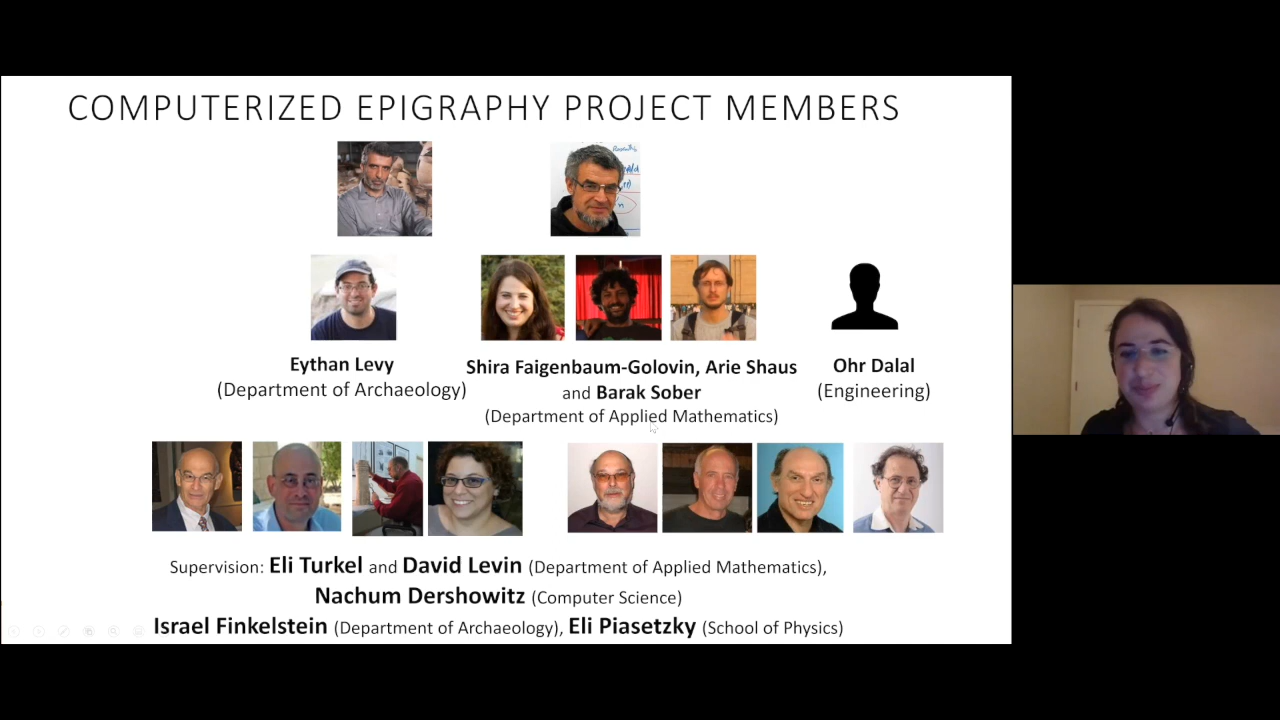 COMPUTERIZED EPIGRAPHY PROJECT MEMBERS
Eythan Levy
(Department of Archaeology)
Shira Faigenbaum-Golovin, Arie Shaus
and Barak Sober
(Department of Applied Mathematics)
Ohr Dalal
(Engineering)
Supervision: Eli Turkel and David Levin (Department of Applied Mathematics),
Nachum Dershowitz (Computer Science)
Israel Finkelstein (Department of Archaeology), Eli Piasetzky (School of Physics)